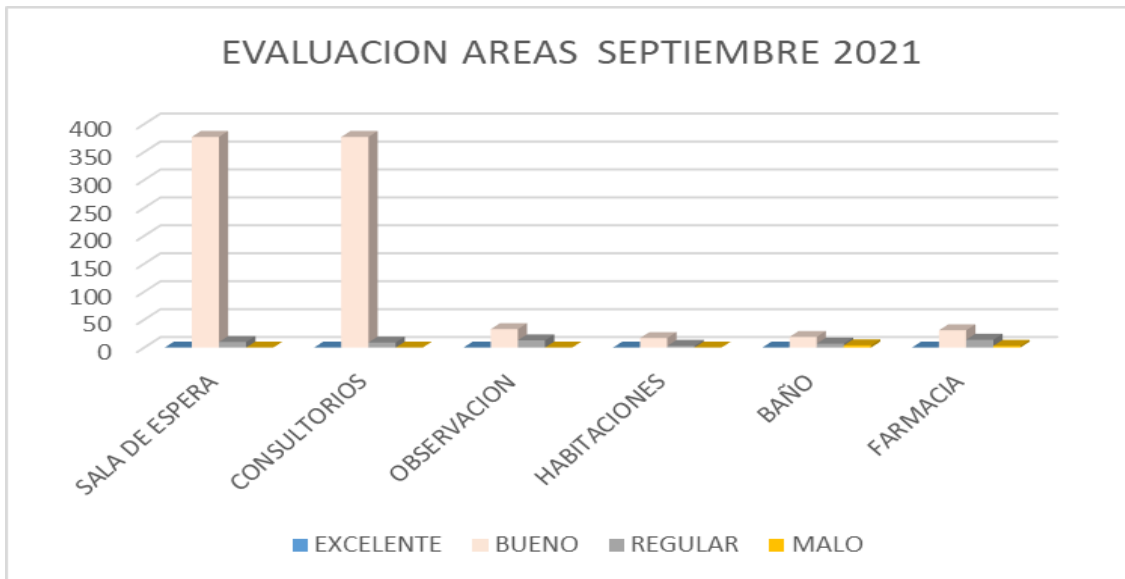 EVALUACION AREAS SEPTIEMBRE 2021
400
350
300
250
200
150
100
50
0
SALA DE ESPERA
CONSULTORIOS
OBSERVACION
HABITACIONES
BAÑO
FARMACIA
EXCELENTE BUENO REGULAR MALO